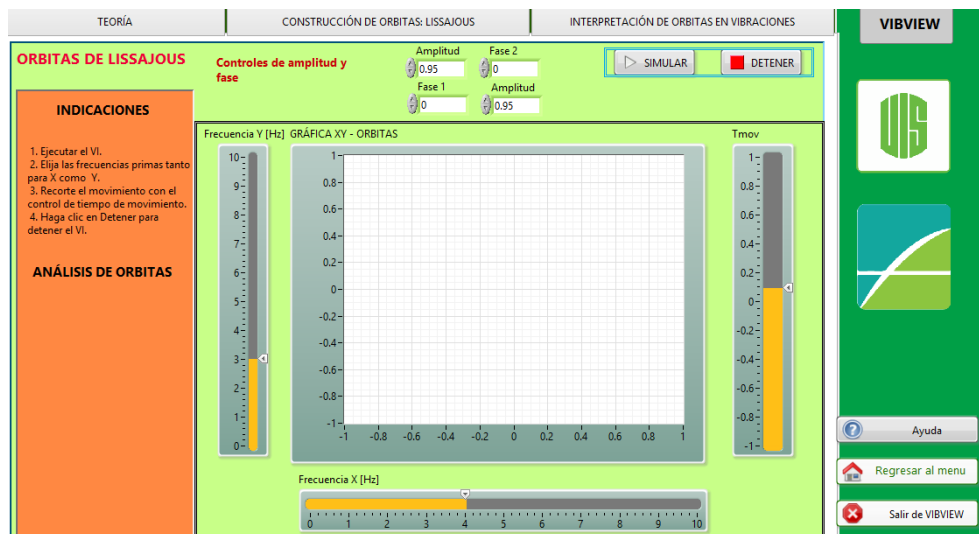 TEORÍA
CONSTRUCCIÓN DE ORBITAS: LISSAJOUS
INTERPRETACIÓN DE ORBITAS EN VIBRACIONES
VIBVIEW
ORBITAS DE LISSAJOUS
INDICACIONES
1. Ejecutar el VI.
2. Elija las frecuencias primas tanto
para X como Y.
3. Recorte el movimiento con el
control de tiempo de movimiento.
4. Haga clic en Detener para
detener el VI.
ANÁLISIS DE ORBITAS
Controles de amplitud y
fase
Amplitud
0.95
Fase 2
0
Fase 1
0
Amplitud
0.95
SIMULAR
DETENER
Frecuencia Y [Hz]
10
9
8
7
6
5
4
3
2
1
0
GRÁFICA XY - ORBITAS
1
0.8
0.6
0.4
0.2
0
-0.2
-0.4
-0.6
-0.8
-1
-1 -0.8 -0.6 -0.4 -0.2 0 0.2 0.4 0.6 0.8 1
Tmov
1
0.8
0.6
0.4
0.2
0
-0.2
-0.4
-0.6
-0.8
-1
Frecuencia X [Hz]
0 1 2 3 4 5 6 7 8 9 10
UIS
Ayuda
Regresar al menu
Salir de VIBVIEW